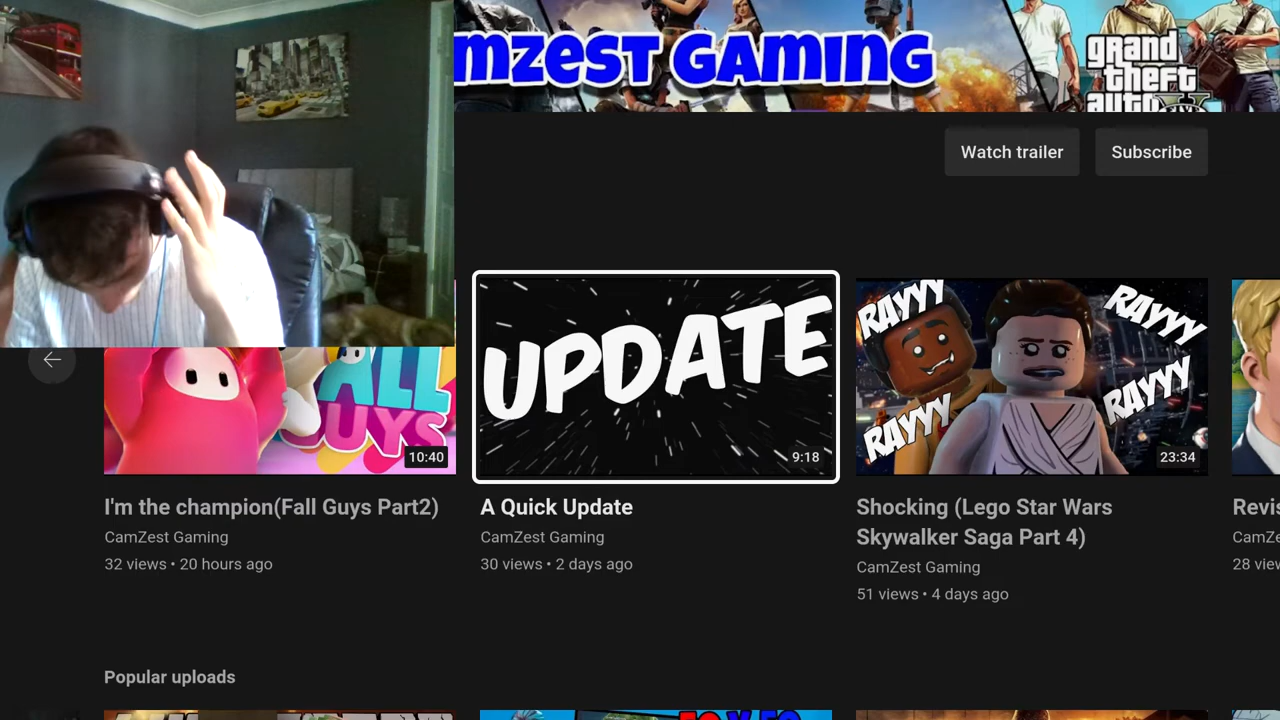 mzest Gaming
grand
theft
auto
Watch trailer
Subscribe
UPDATE
RAYYY
RAYYY
RAYYY
RAYYY
ALL
GUYS
10:40
9:18
23:34
I'm the champion(Fall Guys Part2)
A Quick Update
Shocking (Lego Star Wars
Skywalker Saga Part 4)
Revis
CamZest Gaming
CamZest Gaming
CamZest Gaming
CamZe
32 views • 20 hours ago
30 views • 2 days ago
51 views • 4 days ago
28 view
Popular uploads